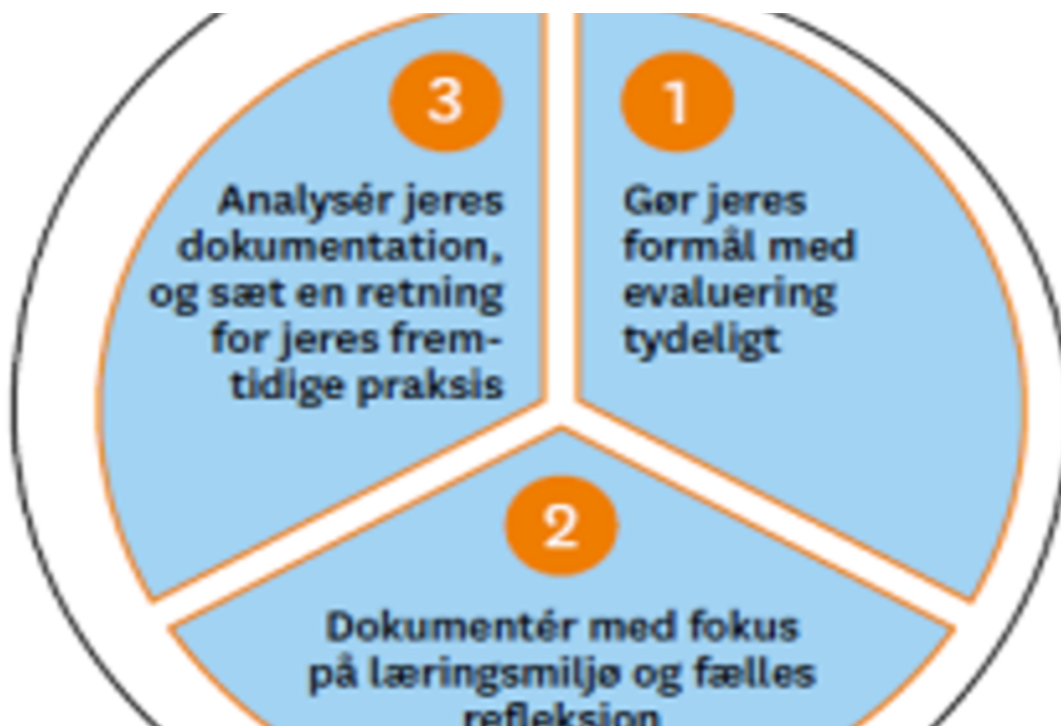 1
Gør jeres
formål med
evaluering
tydeligt
2
Dokumentér med fokus
på læringsmiljø og fælles
refleksion
3
Analysér jeres
dokumentation,
og sæt en retning
for jeres frem-
tidige praksis